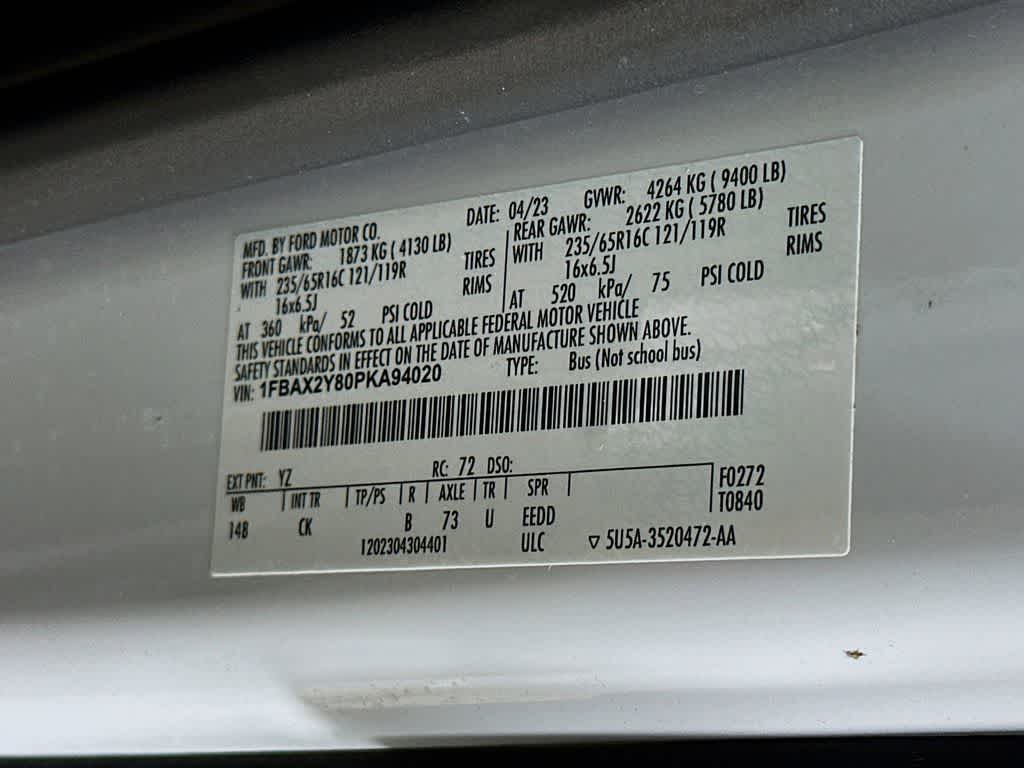 MFD. BY FORD MOTOR CO. DATE: 04/23 GVWR: 4264 KG ( 9400 LB)
FRONT GAWR: 1873 KG ( 4130 LB)
WITH 235/65R16C 121/119R TIRES
16x6.5J RIMS
AT 360 kPa/ 52 PSI COLD
REAR GAWR: 2622 KG ( 5780 LB)
WITH 235/65R16C 121/119R TIRES
16x6.5J RIMS
AT 520 kPa/ 75 PSI COLD
THIS VEHICLE CONFORMS TO ALL APPLICABLE FEDERAL MOTOR VEHICLE
SAFETY STANDARDS IN EFFECT ON THE DATE OF MANUFACTURE SHOWN ABOVE.
VIN: 1FBAX2Y80PKA94020 TYPE: Bus (Not school bus)
EXT PNT: YZ RC: 72 DSO:
WB INT TR TP/PS R AXLE TR SPR
148 CK B 73 U EEDD
F0272
T0840
1202304304401 ULC ▽ 5U5A-3520472-AA